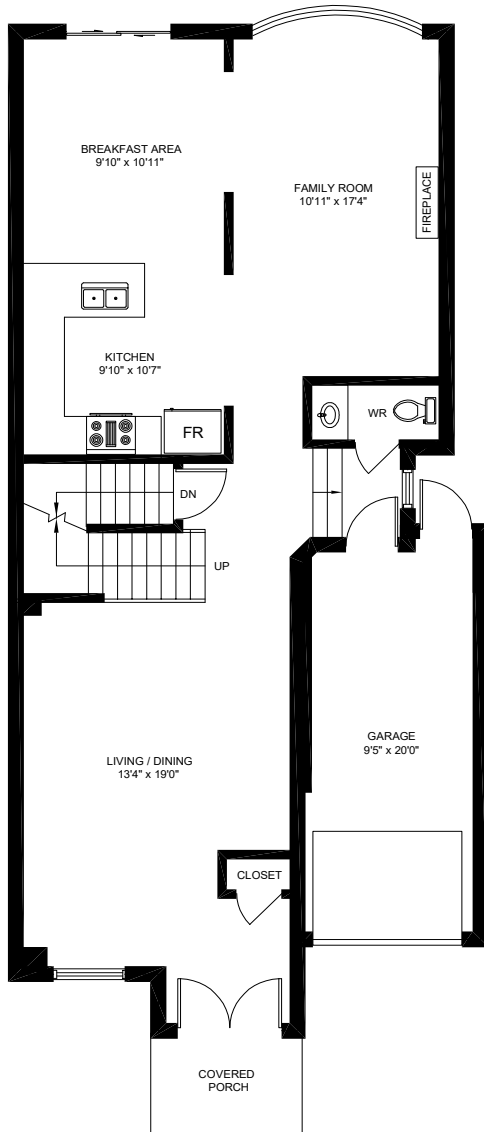 BREAKFAST AREA
9'10" x 10'11"
FAMILY ROOM
10'11" x 17'4"
FIREPLACE
KITCHEN
9'10" x 10'7"
FR
WR
DN
UP
LIVING / DINING
13'4" x 19'0"
GARAGE
9'5" x 20'0"
CLOSET
COVERED
PORCH